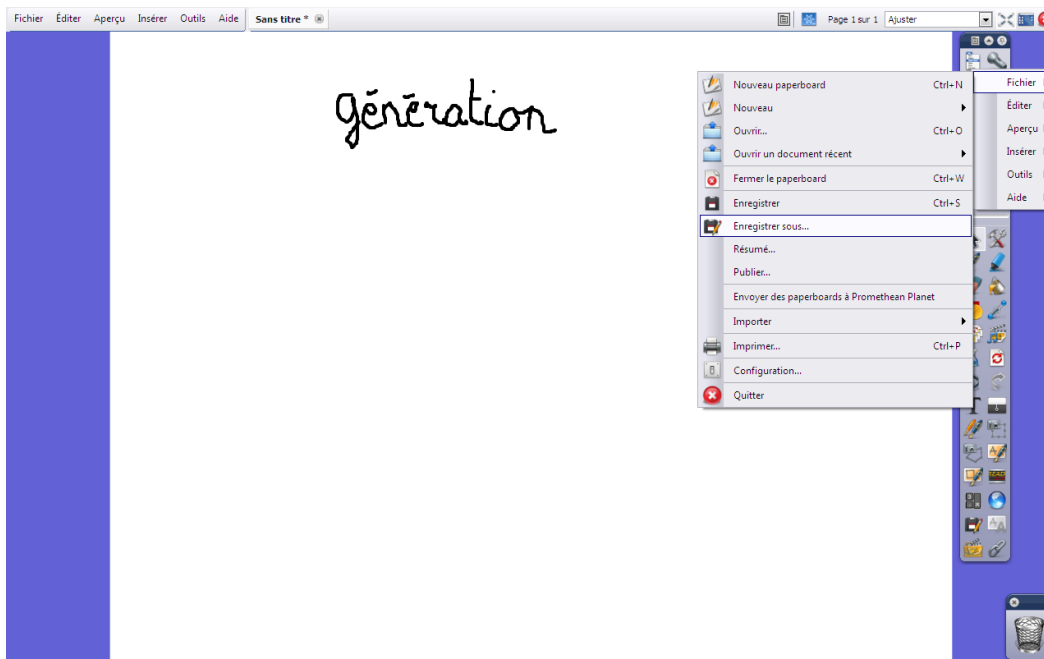 Fichier Éditer Aperçu Insérer Outils Aide Sans titre * Page 1 sur 1 Ajuster
génération
Nouveau paperboard Ctrl+N
Nouveau
Ouvrir... Ctrl+O
Ouvrir un document récent
Fermer le paperboard Ctrl+W
Enregistrer Ctrl+S
Enregistrer sous...
Résumé...
Publier...
Envoyer des paperboards à Promethean Planet
Importer
Imprimer... Ctrl+P
Configuration...
Quitter
Fichier
Éditer
Aperçu
Insérer
Outils
Aide